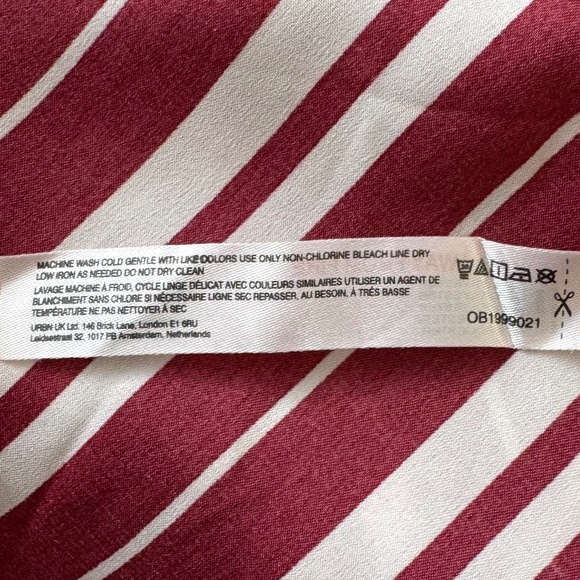 MACHINE WASH COLD GENTLE WITH LIKE COLORS USE ONLY NON-CHLORINE BLEACH LINE DRY
LOW IRON AS NEEDED DO NOT DRY CLEAN
LAVAGE MACHINE À FROID, CYCLE LINGE DÉLICAT AVEC COULEURS SIMILAIRES UTILISER UN AGENT DE
BLANCHIMENT SANS CHLORE SI NÉCESSAIRE LIGNE SEC REPASSER, AU BESOIN, À TRÉS BASSE
TEMPÉRATURE NE PAS NETTOYER À SEC
URBN UK Ltd. 146 Brick Lane, London E1 6RU
Leidsestraat 32, 1017 PB Amsterdam, Netherlands
OB1999021